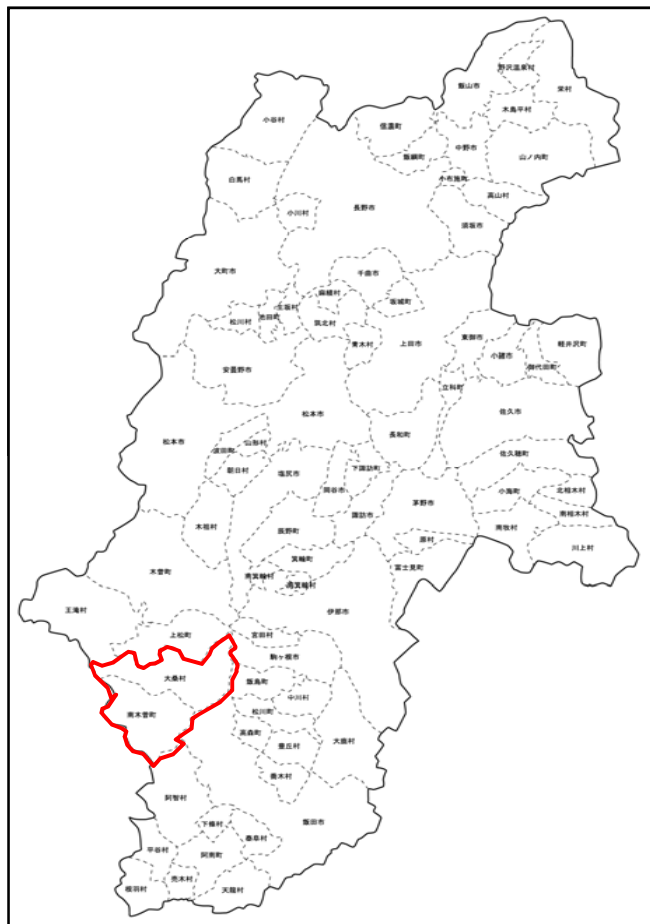 野沢温泉村
飯山市
栄村
木島平村
小谷村
信濃町
中野市
飯綱町
山ノ内町
白馬村
小布施町
高山村
小川村
長野市
須坂市
大町市
千曲市
生坂村
麻績村
坂城町
池田町
松川村
筑北村
東御市
青木村
上田市
軽井沢町
小諸市
御代田町
安曇野市
立科町
松本市
佐久市
長和町
松本市
山形村
波田町
佐久穂町
朝日村
塩尻市
下諏訪町
岡谷市
茅野市
小海町
北相木村
諏訪市
南相木村
木祖村
辰野町
南牧村
原村
川上村
箕輪町
木曽町
富士見町
南箕輪村
南箕輪村
王滝村
伊那市
上松町
宮田村
駒ヶ根市
大桑村
飯島町
中川村
松川町
南木曽町
高森町
大鹿村
豊丘村
喬木村
阿智村
下條村
飯田市
泰阜村
平谷村
阿南町
売木村
根羽村
天龍村